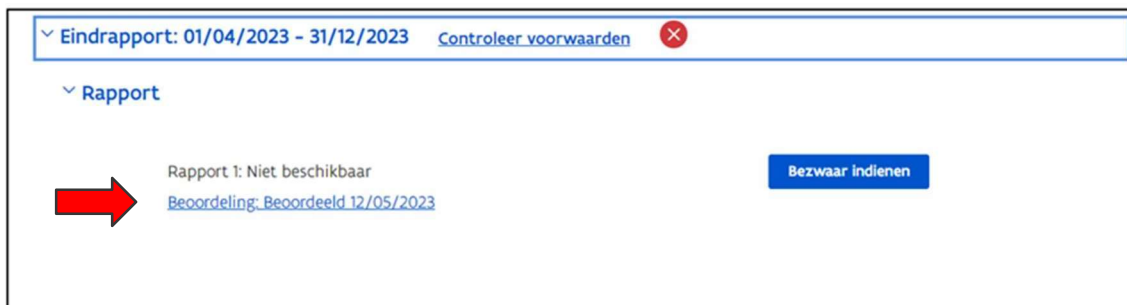 Eindrapport: 01/04/2023 - 31/12/2023 Controleer voorwaarden
Rapport
Rapport 1: Niet beschikbaar
Bezwaar indienen
Beoordeling: Beoordeeld 12/05/2023